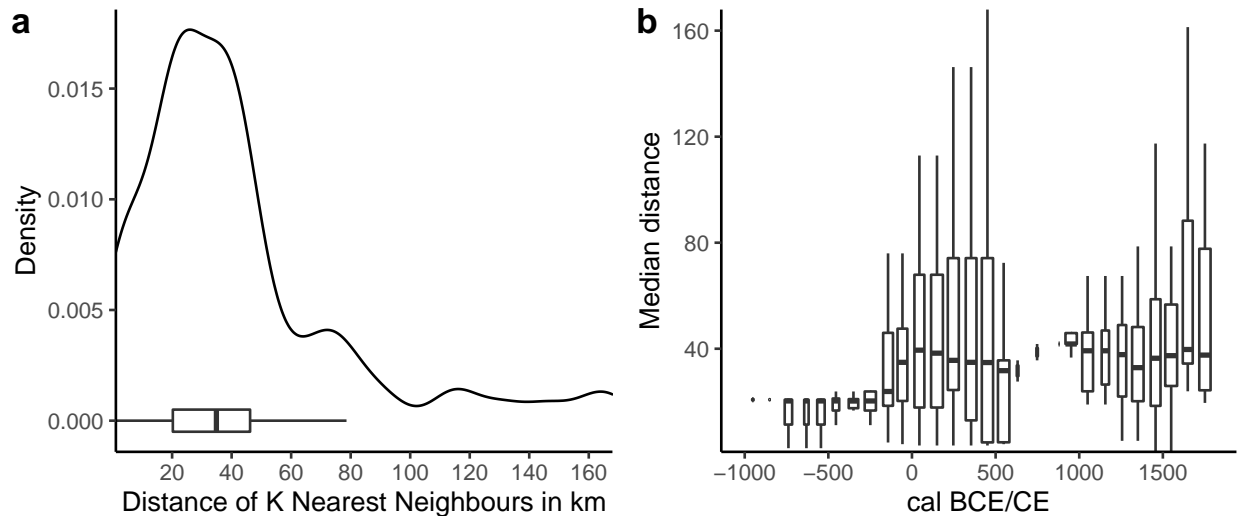 a
Density
0.015
0.010
0.005
0.000
20 40 60 80 100 120 140 160
Distance of K Nearest Neighbours in km
b
Median distance
160
120
80
40
−1000 −500 0 500 1000 1500
cal BCE/CE